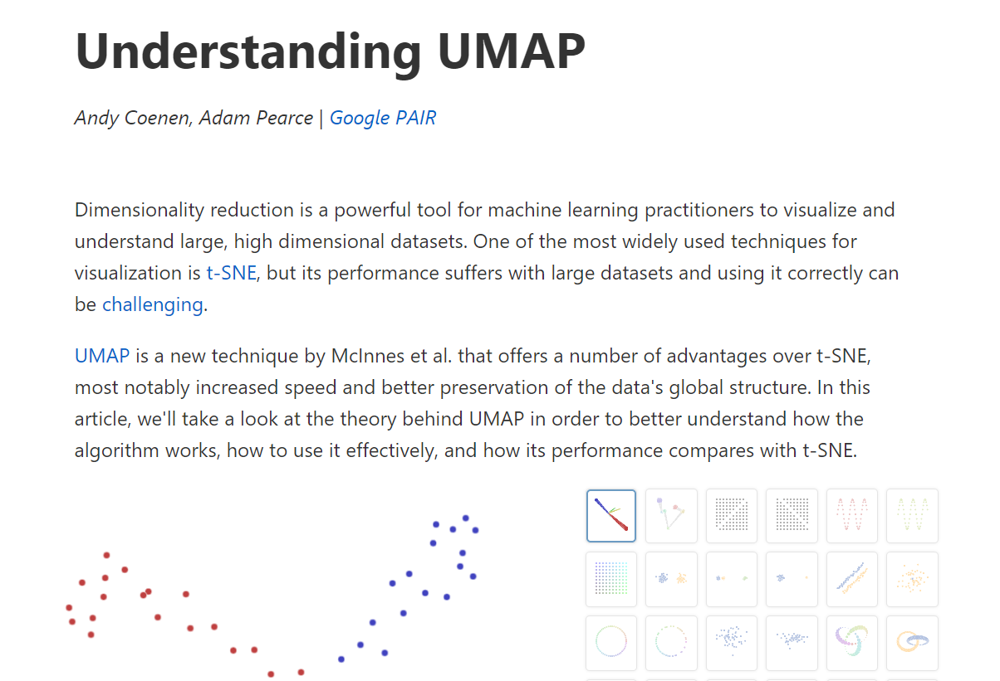 Understanding UMAP
Andy Coenen, Adam Pearce | Google PAIR
Dimensionality reduction is a powerful tool for machine learning practitioners to visualize and
understand large, high dimensional datasets. One of the most widely used techniques for
visualization is t-SNE, but its performance suffers with large datasets and using it correctly can
be challenging.
UMAP is a new technique by McInnes et al. that offers a number of advantages over t-SNE,
most notably increased speed and better preservation of the data's global structure. In this
article, we'll take a look at the theory behind UMAP in order to better understand how the
algorithm works, how to use it effectively, and how its performance compares with t-SNE.